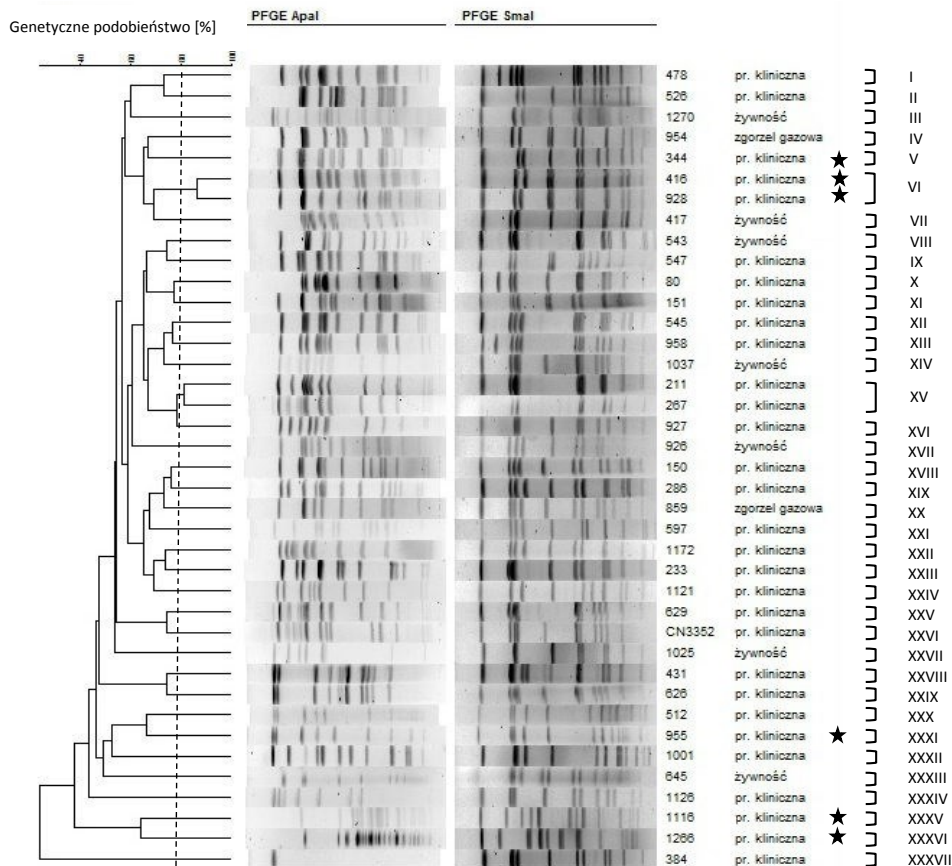 PFGE ApaI PFGE SmaI
Genetyczne podobieństwo [%]
100
478 pr. kliniczna I
526 pr. kliniczna II
1270 żywność III
954 zgorzel gazowa IV
344 pr. kliniczna V
416 pr. kliniczna
VI
928 pr. kliniczna
417 żywność VII
543 żywność VIII
547 pr. kliniczna IX
80 pr. kliniczna X
151 pr. kliniczna XI
545 pr. kliniczna XII
958 pr. kliniczna XIII
1037 żywność XIV
211 pr. kliniczna
XV
267 pr. kliniczna
927 pr. kliniczna XVI
926 żywność XVII
150 pr. kliniczna XVIII
286 pr. kliniczna XIX
859 zgorzel gazowa XX
597 pr. kliniczna XXI
1172 pr. kliniczna XXII
233 pr. kliniczna XXIII
1121 pr. kliniczna XXIV
629 pr. kliniczna XXV
CN3352 pr. kliniczna XXVI
1025 żywność XXVII
431 pr. kliniczna XXVIII
626 pr. kliniczna XXIX
512 pr. kliniczna XXX
955 pr. kliniczna XXXI
1001 pr. kliniczna XXXII
645 żywność XXXIII
1126 pr. kliniczna XXXIV
1116 pr. kliniczna XXXV
1266 pr. kliniczna XXXVI
384 pr. kliniczna